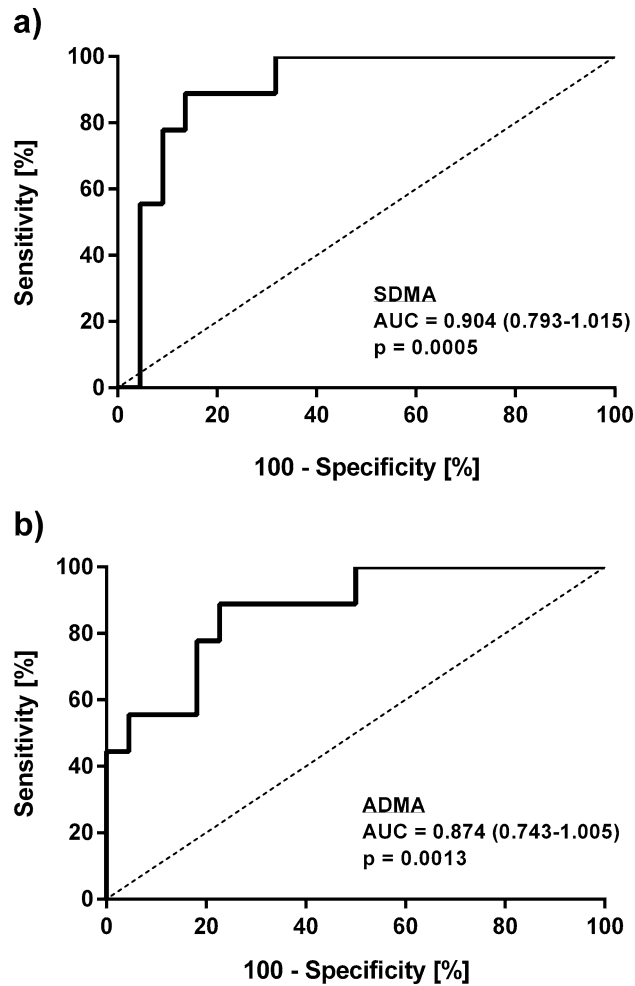 a)
100
80
60
40
20
0
Sensitivity [%]
SDMA
AUC = 0.904 (0.793-1.015)
p = 0.0005
0 20 40 60 80 100
100 - Specificity [%]
b)
100
80
60
40
20
0
Sensitivity [%]
ADMA
AUC = 0.874 (0.743-1.005)
p = 0.0013
0 20 40 60 80 100
100 - Specificity [%]